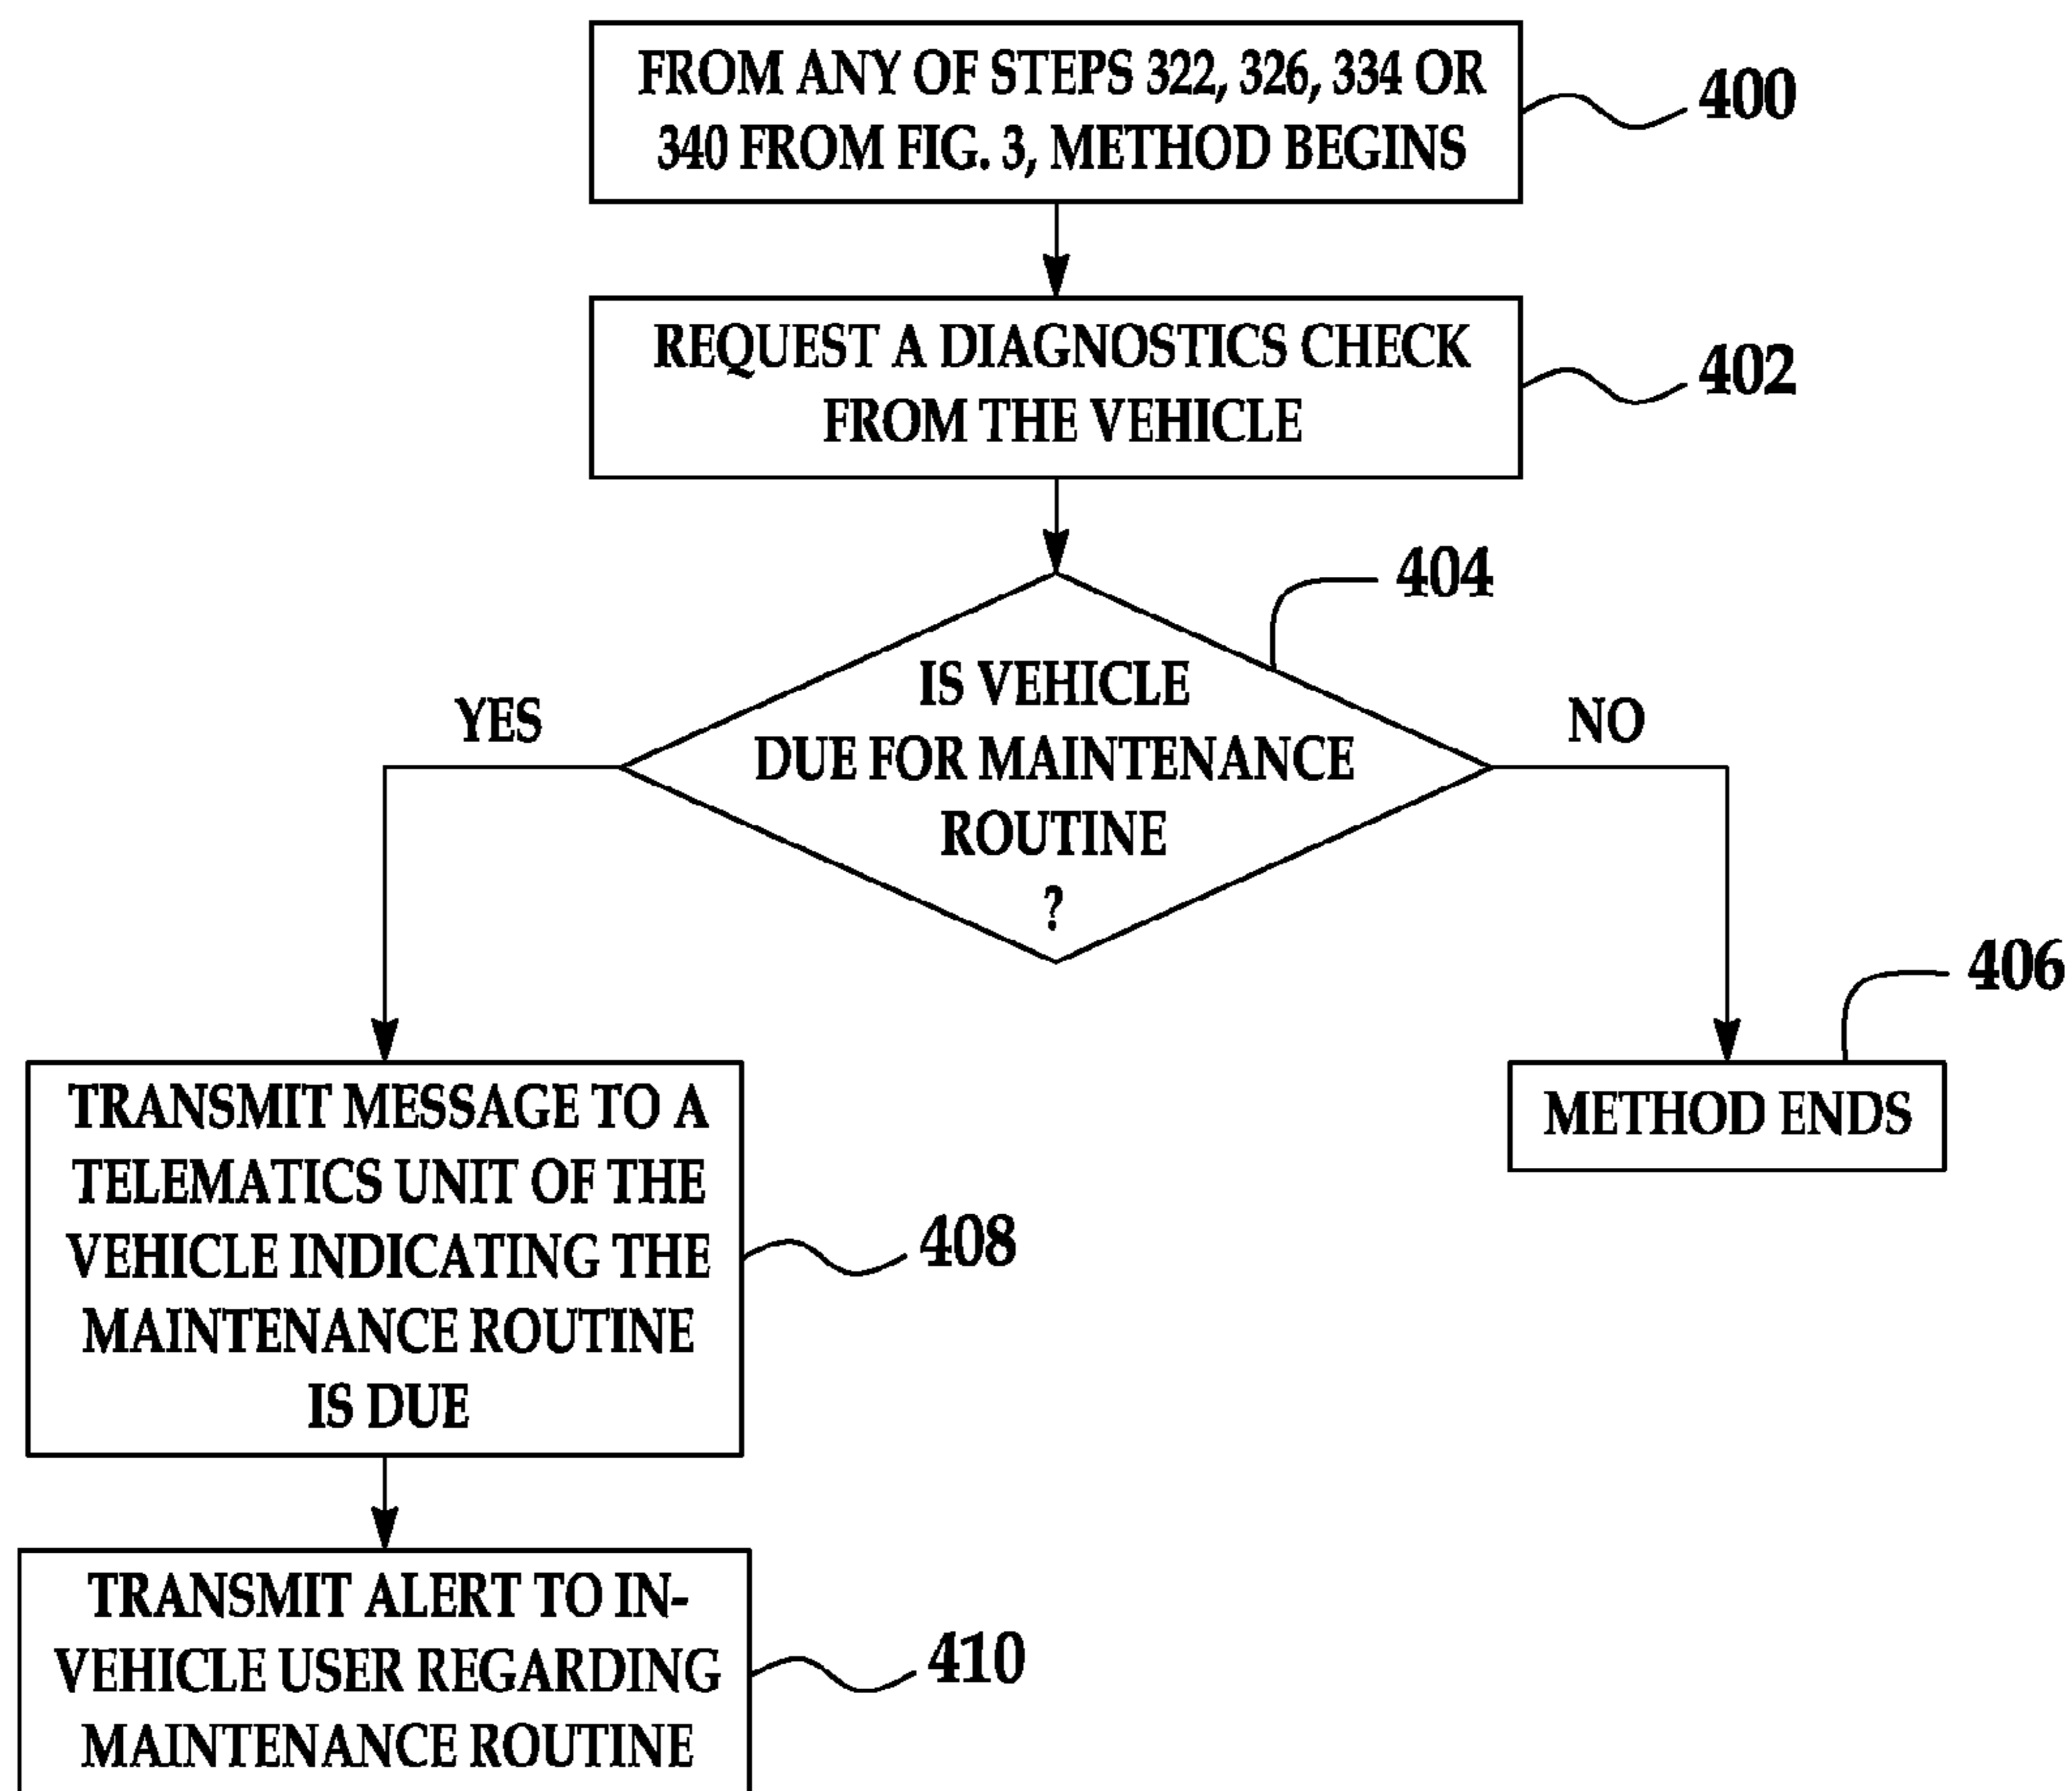 FROM ANY OF STEPS 322, 326, 334 OR
340 FROM FIG. 3, METHOD BEGINS
400
REQUEST A DIAGNOSTICS CHECK
FROM THE VEHICLE
402
404
IS VEHICLE
DUE FOR MAINTENANCE
ROUTINE
?
YES
NO
406
METHOD ENDS
TRANSMIT MESSAGE TO A
TELEMATICS UNIT OF THE
VEHICLE INDICATING THE
MAINTENANCE ROUTINE
IS DUE
408
TRANSMIT ALERT TO IN-
VEHICLE USER REGARDING
MAINTENANCE ROUTINE
410